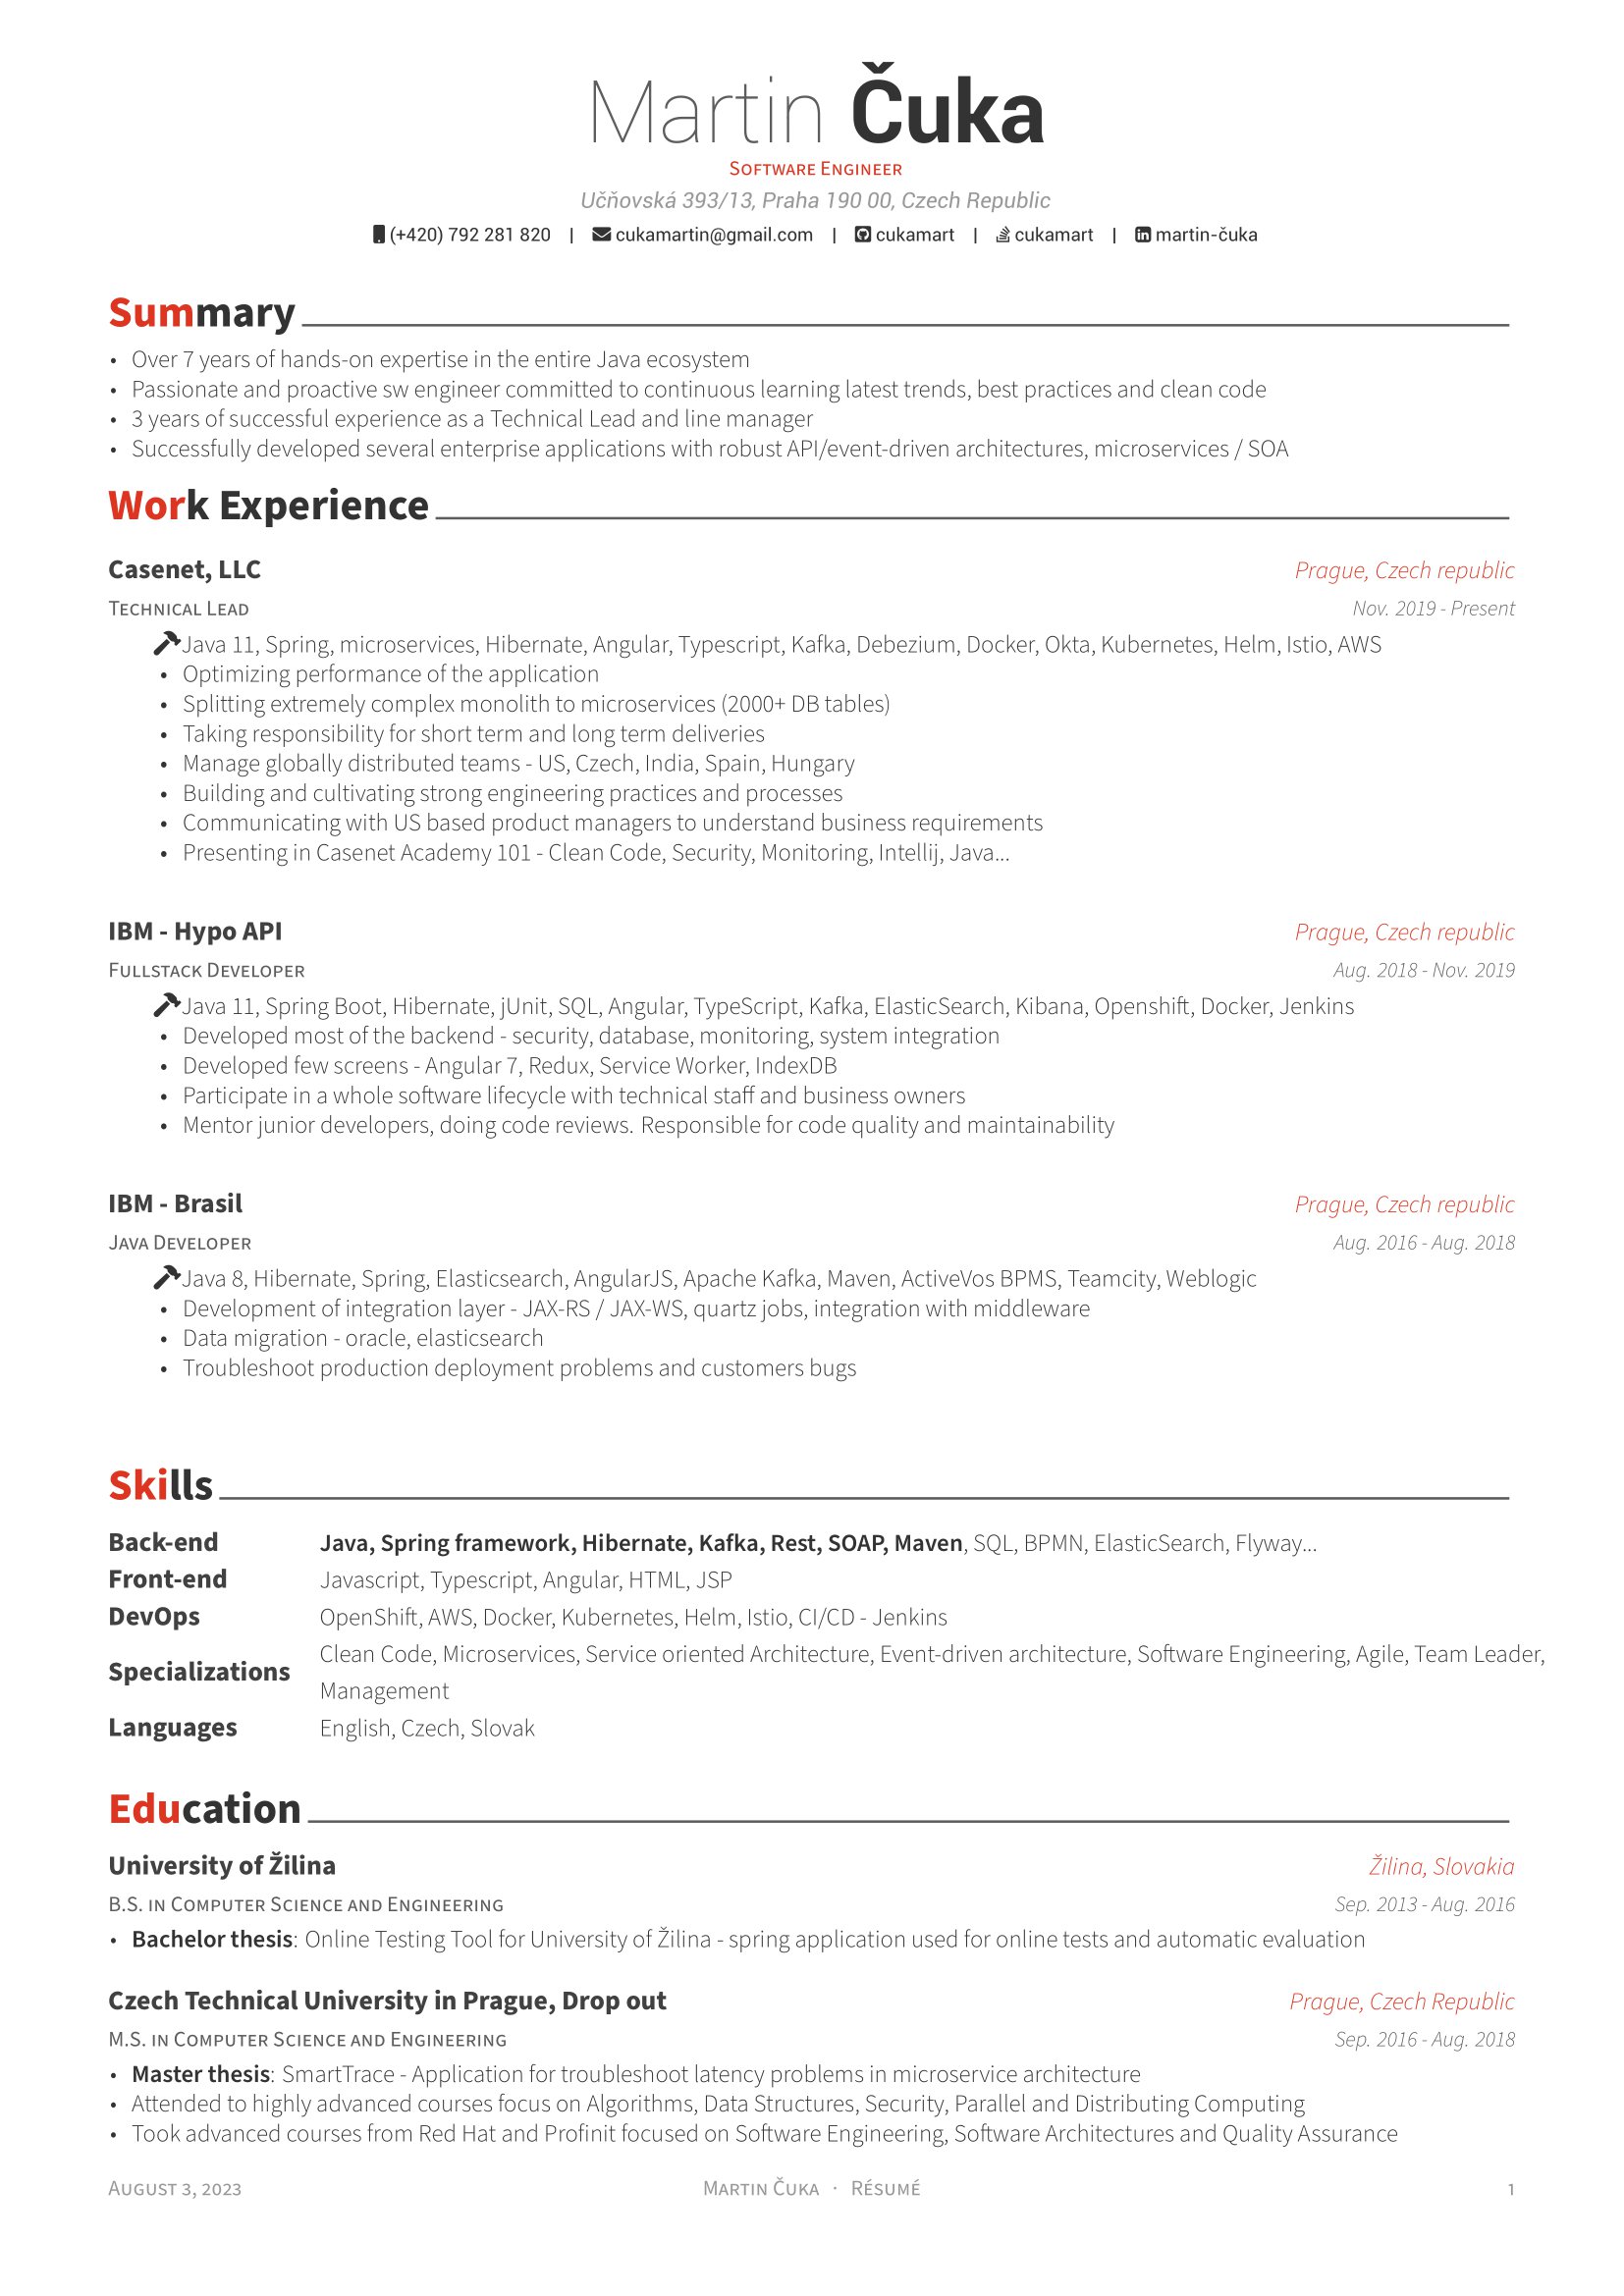 Martin Čuka
Software Engineer
Učňovská 393/13, Praha 190 00, Czech Republic
(+420) 792 281 820 | cukamartin@gmail.com | cukamart | cukamart | martin-čuka
Summary
• Over 7 years of hands-on expertise in the entire Java ecosystem
• Passionate and proactive sw engineer committed to continuous learning latest trends, best practices and clean code
• 3 years of successful experience as a Technical Lead and line manager
• Successfully developed several enterprise applications with robust API/event-driven architectures, microservices / SOA
Work Experience
Casenet, LLC Prague, Czech republic
Technical Lead Nov. 2019 - Present
Java 11, Spring, microservices, Hibernate, Angular, Typescript, Kafka, Debezium, Docker, Okta, Kubernetes, Helm, Istio, AWS
• Optimizing performance of the application
• Splitting extremely complex monolith to microservices (2000+ DB tables)
• Taking responsibility for short term and long term deliveries
• Manage globally distributed teams - US, Czech, India, Spain, Hungary
• Building and cultivating strong engineering practices and processes
• Communicating with US based product managers to understand business requirements
• Presenting in Casenet Academy 101 - Clean Code, Security, Monitoring, Intellij, Java...
IBM - Hypo API Prague, Czech republic
Fullstack Developer Aug. 2018 - Nov. 2019
Java 11, Spring Boot, Hibernate, jUnit, SQL, Angular, TypeScript, Kafka, ElasticSearch, Kibana, Openshift, Docker, Jenkins
• Developed most of the backend - security, database, monitoring, system integration
• Developed few screens - Angular 7, Redux, Service Worker, IndexDB
• Participate in a whole software lifecycle with technical staff and business owners
• Mentor junior developers, doing code reviews. Responsible for code quality and maintainability
IBM - Brasil Prague, Czech republic
Java Developer Aug. 2016 - Aug. 2018
Java 8, Hibernate, Spring, Elasticsearch, AngularJS, Apache Kafka, Maven, ActiveVos BPMS, Teamcity, Weblogic
• Development of integration layer - JAX-RS / JAX-WS, quartz jobs, integration with middleware
• Data migration - oracle, elasticsearch
• Troubleshoot production deployment problems and customers bugs
Skills
Back-end Java, Spring framework, Hibernate, Kafka, Rest, SOAP, Maven, SQL, BPMN, ElasticSearch, Flyway...
Front-end Javascript, Typescript, Angular, HTML, JSP
DevOps OpenShift, AWS, Docker, Kubernetes, Helm, Istio, CI/CD - Jenkins
Specializations Clean Code, Microservices, Service oriented Architecture, Event-driven architecture, Software Engineering, Agile, Team Leader,
Management
Languages English, Czech, Slovak
Education
University of Žilina Žilina, Slovakia
B.S. in Computer Science and Engineering Sep. 2013 - Aug. 2016
• Bachelor thesis: Online Testing Tool for University of Žilina - spring application used for online tests and automatic evaluation
Czech Technical University in Prague, Drop out Prague, Czech Republic
M.S. in Computer Science and Engineering Sep. 2016 - Aug. 2018
• Master thesis: SmartTrace - Application for troubleshoot latency problems in microservice architecture
• Attended to highly advanced courses focus on Algorithms, Data Structures, Security, Parallel and Distributing Computing
• Took advanced courses from Red Hat and Profinit focused on Software Engineering, Software Architectures and Quality Assurance
August 3, 2023 Martin Čuka · Résumé 1